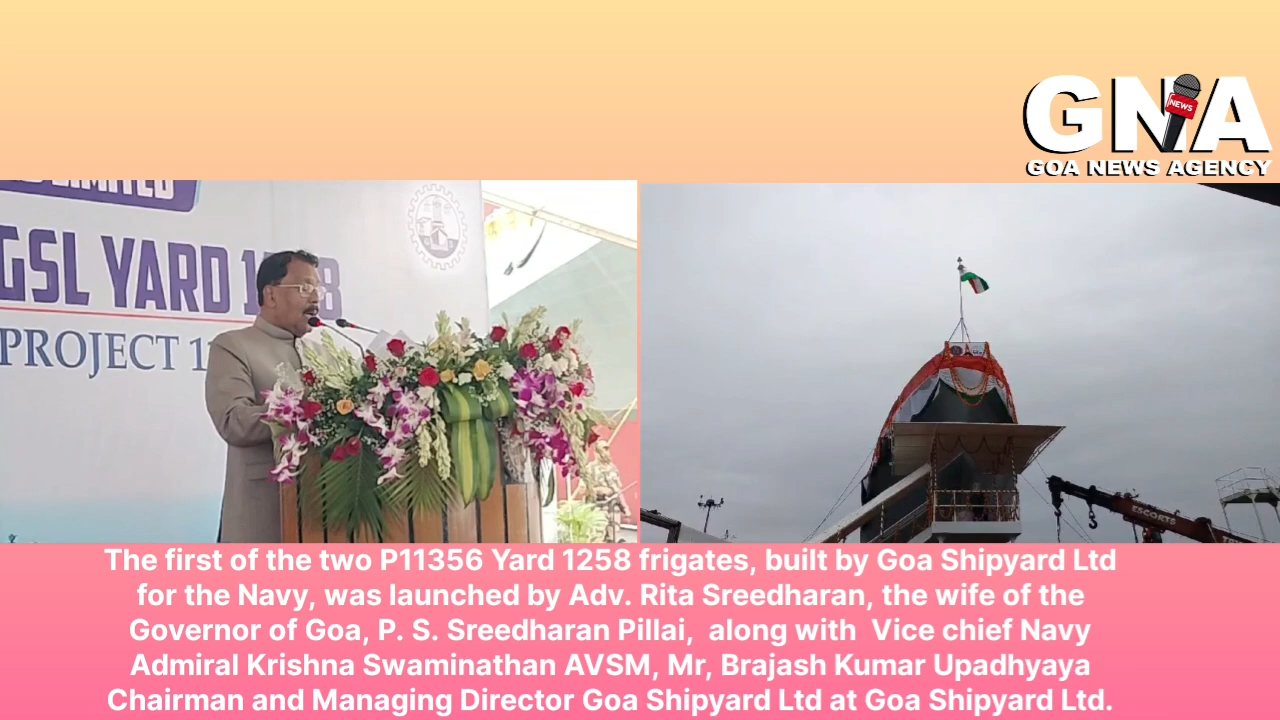 GNA
NEWS
GOA NEWS AGENCY
LIMITED
GSL YARD 1258
PROJECT 1
ESCORTS
The first of the two P11356 Yard 1258 frigates, built by Goa Shipyard Ltd
for the Navy, was launched by Adv. Rita Sreedharan, the wife of the
Governor of Goa, P. S. Sreedharan Pillai, along with Vice chief Navy
Admiral Krishna Swaminathan AVSM, Mr, Brajash Kumar Upadhyaya
Chairman and Managing Director Goa Shipyard Ltd at Goa Shipyard Ltd.